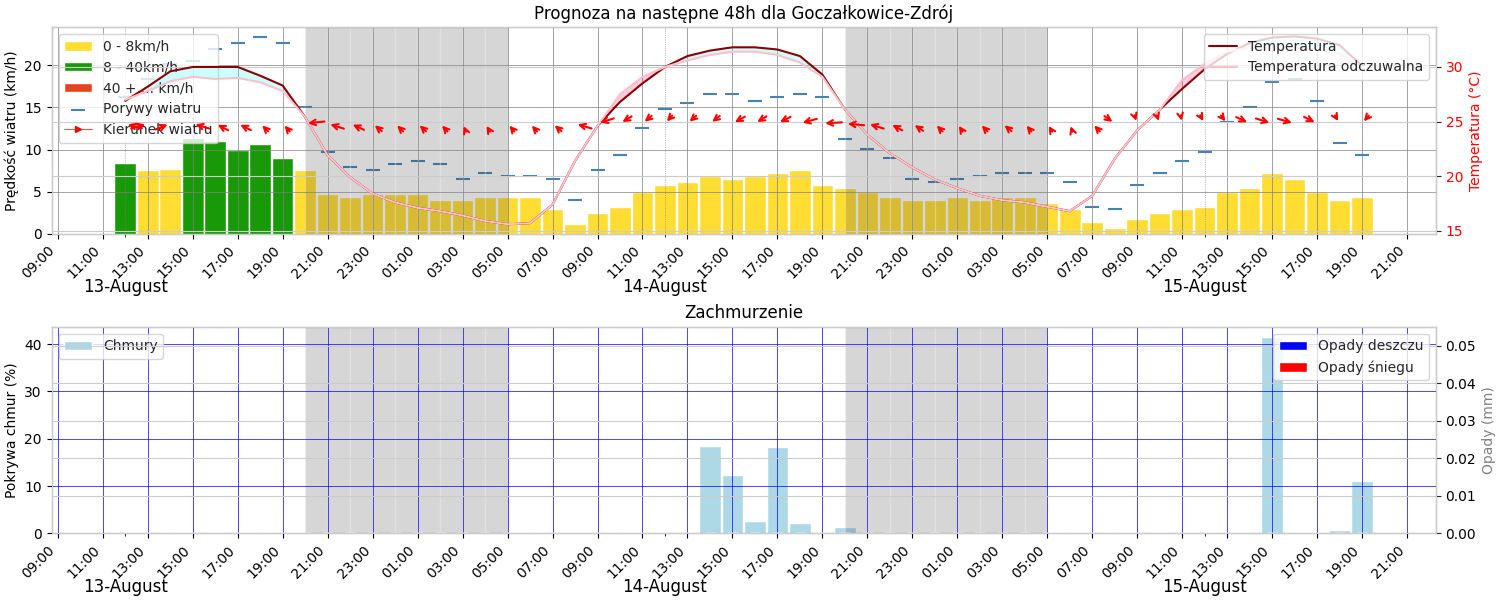 Prognoza na następne 48h dla Goczałkowice-Zdrój
Prędkość wiatru (km/h)
20
15
10
5
0
0 - 8km/h
8 - 40km/h
40 + ... km/h
Porywy wiatru
Kierunek wiatru
Temperatura
Temperatura odczuwalna
30
25
20
15
Temperatura (°C)
09:00 11:00 13:00 15:00 17:00 19:00 21:00 23:00 01:00 03:00 05:00 07:00 09:00 11:00 13:00 15:00 17:00 19:00 21:00 23:00 01:00 03:00 05:00 07:00 09:00 11:00 13:00 15:00 17:00 19:00 21:00
13-August 14-August 15-August
Zachmurzenie
Pokrywa chmur (%)
40
30
20
10
0
Chmury
Opady deszczu
Opady śniegu
0.05
0.04
0.03
0.02
0.01
0.00
Opady (mm)
09:00 11:00 13:00 15:00 17:00 19:00 21:00 23:00 01:00 03:00 05:00 07:00 09:00 11:00 13:00 15:00 17:00 19:00 21:00 23:00 01:00 03:00 05:00 07:00 09:00 11:00 13:00 15:00 17:00 19:00 21:00
13-August 14-August 15-August